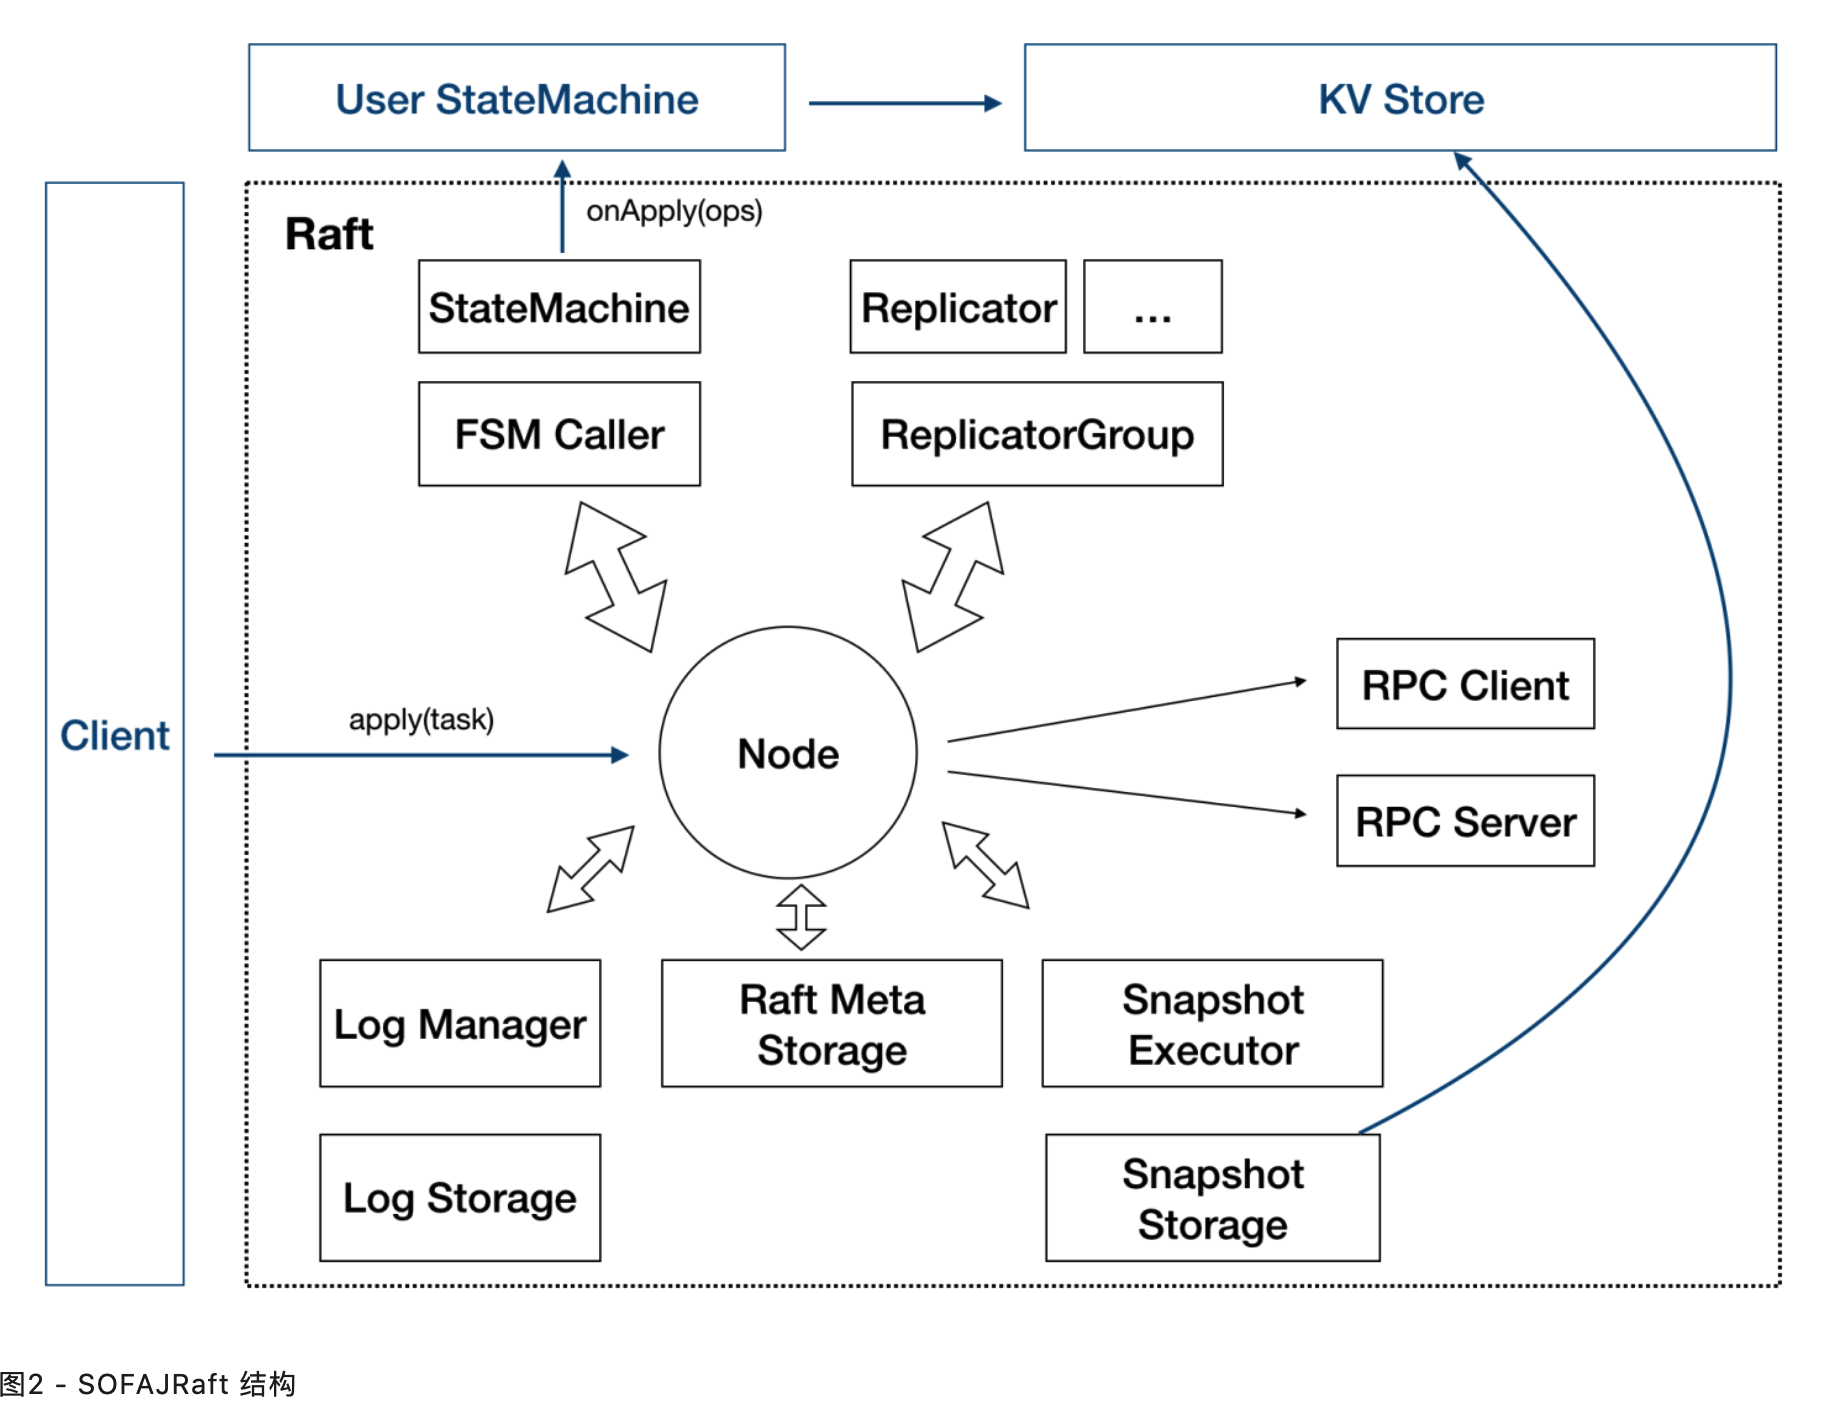 User StateMachine
KV Store
onApply(ops)
Raft
StateMachine
Replicator
...
FSM Caller
ReplicatorGroup
Client
apply(task)
Node
RPC Client
RPC Server
Log Manager
Raft Meta
Storage
Snapshot
Executor
Log Storage
Snapshot
Storage
图2 - SOFAJRaft 结构